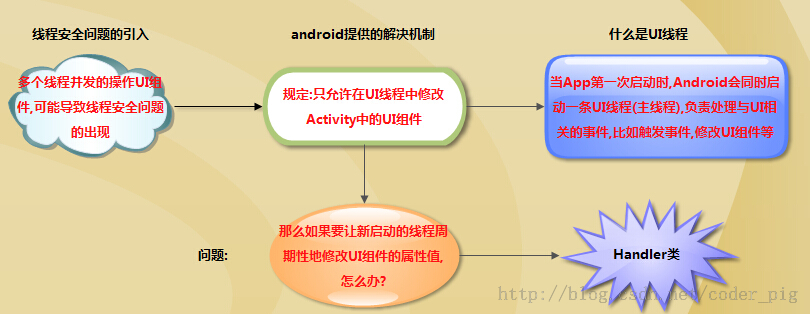 线程安全问题的引入
android提供的解决机制
什么是UI线程
多个线程并发的操作UI组
件,可能导致线程安全问题
的出现
规定:只允许在UI线程中修改
Activity中的UI组件
当App第一次启动时,Android会同时启
动一条UI线程(主线程),负责处理与UI相
关的事件,比如触发事件,修改UI组件等
问题:
那么如果要让新启动的线程周
期性地修改UI组件的属性值,
怎么办?
Handler类
http://blog.csdn.net/coder_pig